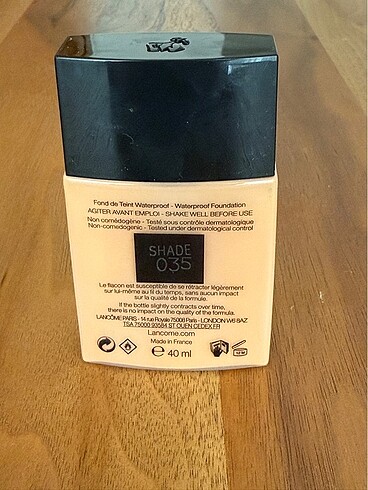 Fond de Teint Waterproof - Waterproof Foundation
AGITER AVANT EMPLOI - SHAKE WELL BEFORE USE
Non comédogène - Testé sous contrôle dermatologique
Non-comedogenic - Tested under dermatological control
SHADE
035
Le flacon est susceptible de se rétracter légèrement
sur lui-même au fil du temps, sans aucun impact
sur la qualité de la formule.
If the bottle slightly contracts over time,
there is no impact on the quality of the formula.
LANCÔME PARIS - 14 rue Royale 75008 Paris - LONDON W6 8AZ
TSA 75000 93584 ST OUEN CEDEX FR
Lancome.com
Made in France
e 40 ml